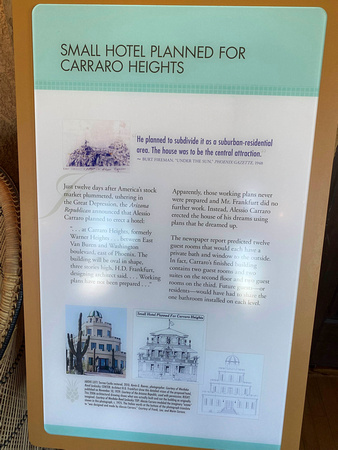 SMALL HOTEL PLANNED FOR
CARRARO HEIGHTS
He planned to subdivide it as a suburban-residential
area. The house was to be the central attraction.
— BURT FIREMAN, "UNDER THE SUN," PHOENIX GAZETTE, 1948
Just twelve days after America's stock
market plummeted, ushering in
the Great Depression, the Arizona
Republican announced that Alessio
Carraro planned to erect a hotel:
". . . in Carraro Heights, formerly
Warner Heights . . . between East
Van Buren and Washington
boulevard, east of Phoenix. The
building will be oval in shape,
three stories high, H.D. Frankfurt,
designing architect said. . . . Working
plans have not been prepared . . ."
Apparently, those working plans never
were prepared and Mr. Frankfurt did no
further work. Instead, Alessio Carraro
erected the house of his dreams using
plans that he dreamed up.
The newspaper report predicted twelve
guest rooms that would each have a
private bath and window to the outside.
In fact, Carraro's finished building
contains two guest rooms and two
suites on the second floor and two guest
rooms on the third. Future guests or
residents—would have had to share the
one bathroom installed on each level.
Small Hotel Planned For Carraro Heights